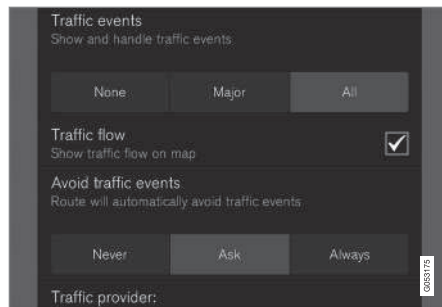 Traffic events
Show and handle traffic events
None Major All
Traffic flow
Show traffic flow on map
Avoid traffic events
Route will automatically avoid traffic events
Never Ask Always
G053175
Traffic provider: